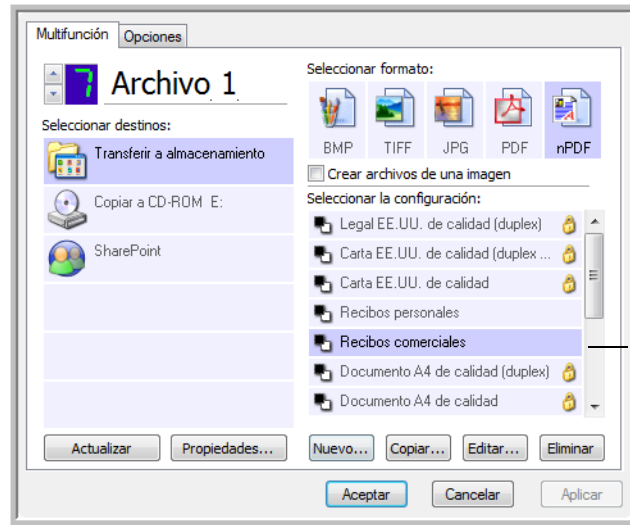 Multifunción
Opciones
7
Archivo 1
Seleccionar destinos:
Transferir a almacenamiento
Copiar a CD-ROM E:
SharePoint
Actualizar
Propiedades...
Seleccionar formato:
BMP
TIFF
JPG
PDF
nPDF
Crear archivos de una imagen
Seleccionar la configuración:
Legal EE.UU. de calidad (duplex)
Carta EE.UU. de calidad (duplex ...
Carta EE.UU. de calidad
Recibos personales
Recibos comerciales
Documento A4 de calidad (duplex)
Documento A4 de calidad
Nuevo...
Copiar...
Editar...
Eliminar
Aceptar
Cancelar
Aplicar